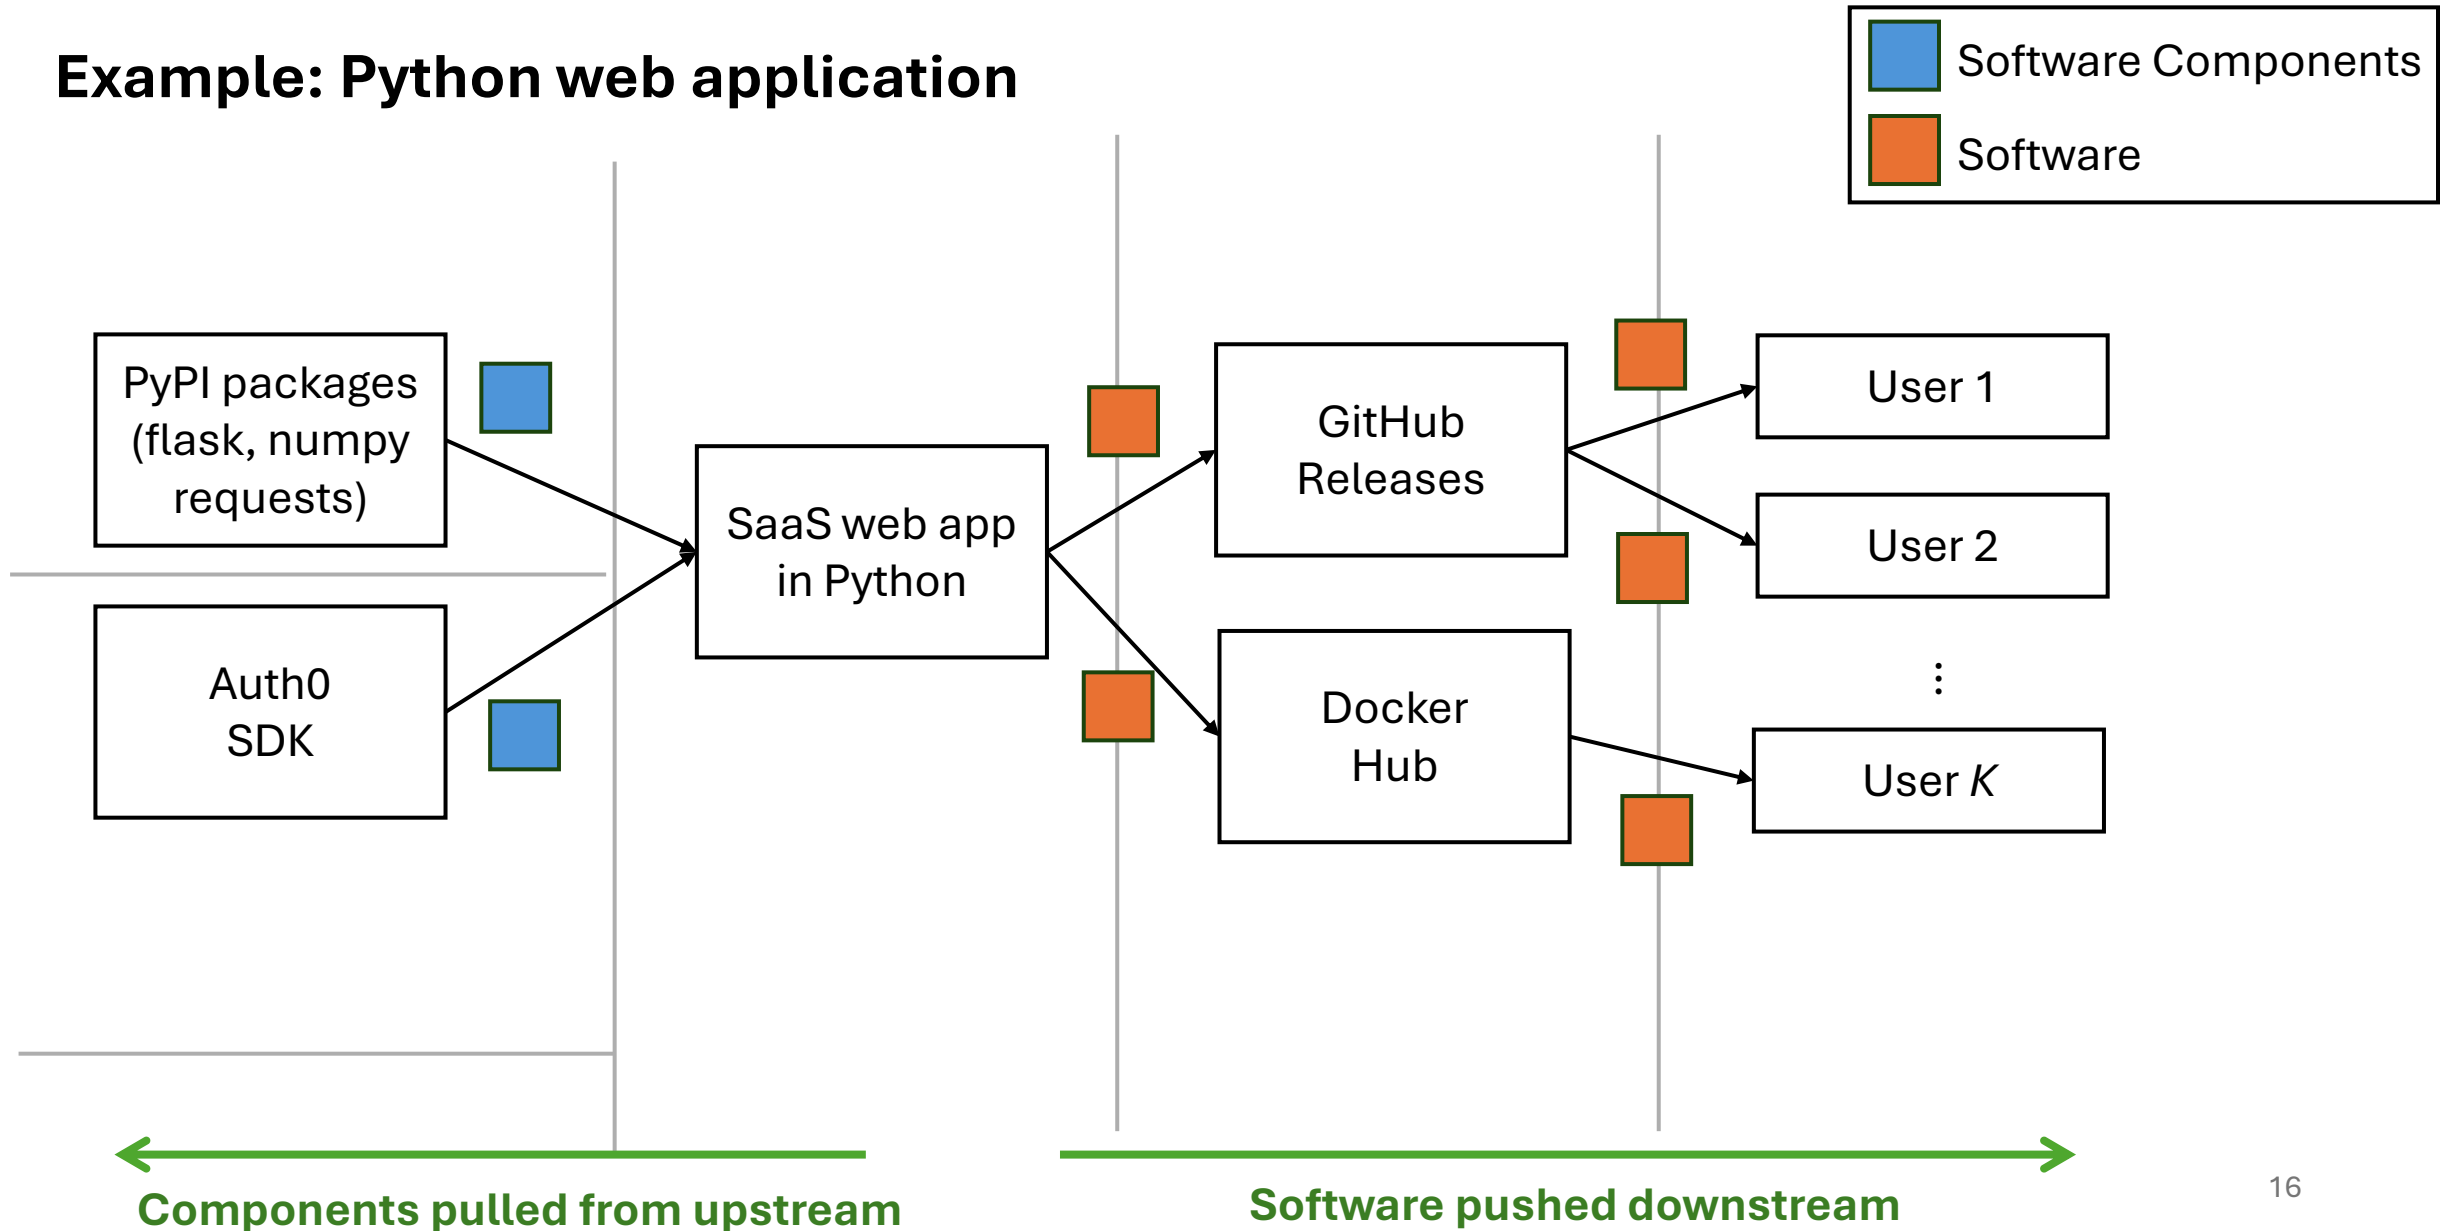 Example: Python web application
Software Components
Software
PyPI packages
(flask, numpy
requests)
Auth0
SDK
SaaS web app
in Python
GitHub
Releases
Docker
Hub
User 1
User 2
⋮
User K
Components pulled from upstream
Software pushed downstream
16